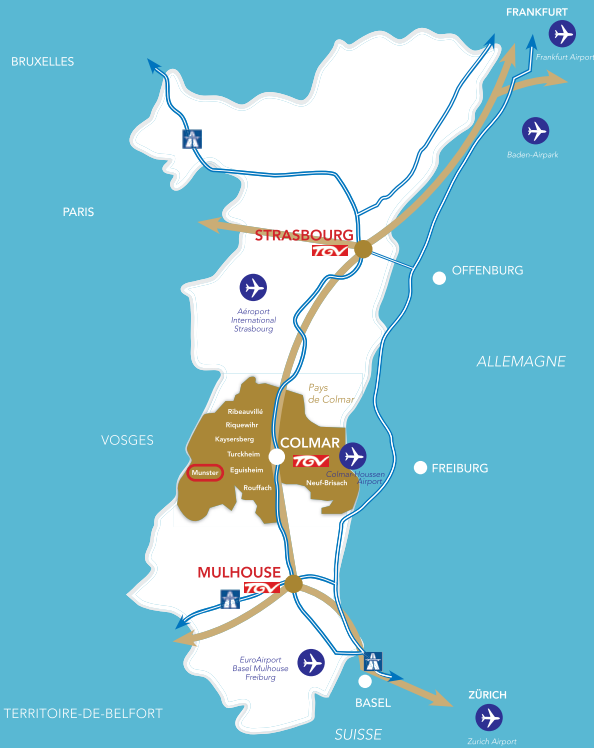 FRANKFURT
Frankfurt Airport
BRUXELLES
Baden-Airpark
PARIS
STRASBOURG
TGV
OFFENBURG
Aéroport
International
Strasbourg
ALLEMAGNE
Pays
de Colmar
Ribeauvillé
Riquewihr
Kaysersberg
VOSGES
COLMAR
Turckheim
TGV
Munster
Eguisheim
Colmar-Houssen
Airport
FREIBURG
Rouffach
Neuf-Brisach
MULHOUSE
TGV
EuroAirport
Basel Mulhouse
Freiburg
BASEL
ZÜRICH
TERRITOIRE-DE-BELFORT
SUISSE
Zurich Airport